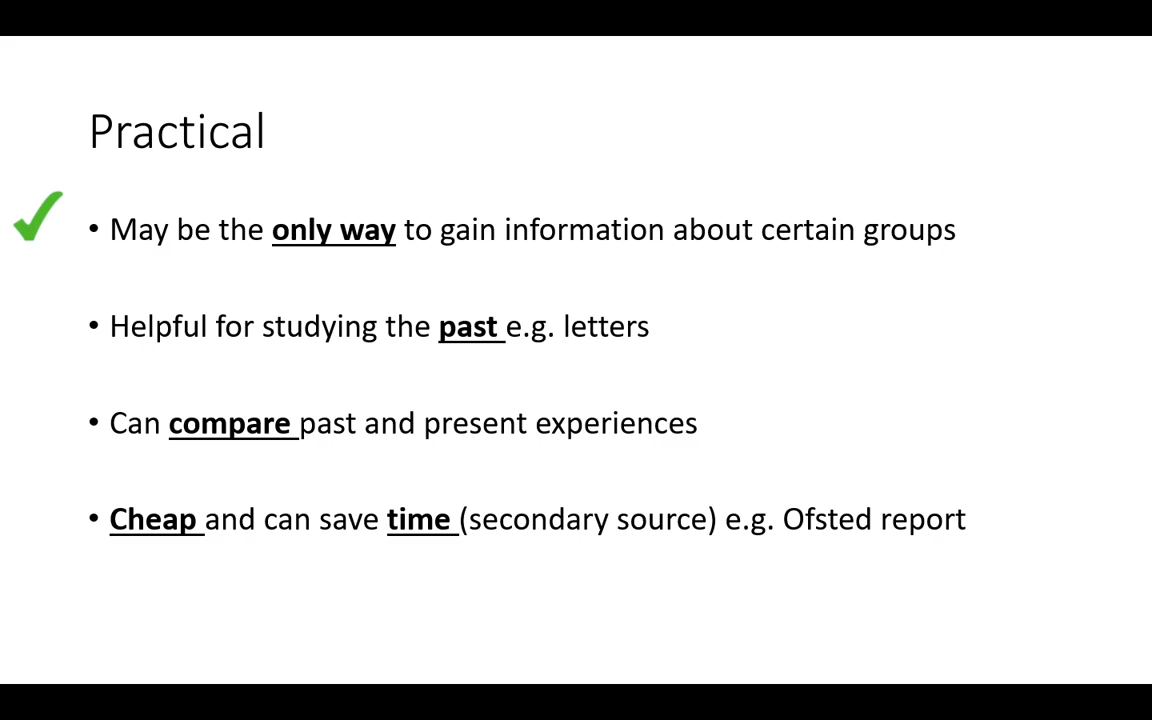 Practical
• May be the only way to gain information about certain groups
• Helpful for studying the past e.g. letters
• Can compare past and present experiences
• Cheap and can save time (secondary source) e.g. Ofsted report